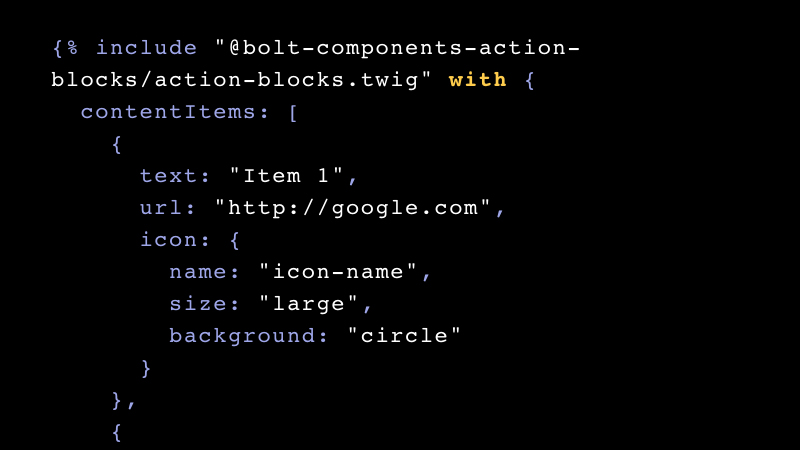 {% include "@bolt-components-action-
blocks/action-blocks.twig" with {
  contentItems: [
    {
      text: "Item 1",
      url: "http://google.com",
      icon: {
        name: "icon-name",
        size: "large",
        background: "circle"
      }
    },
    {